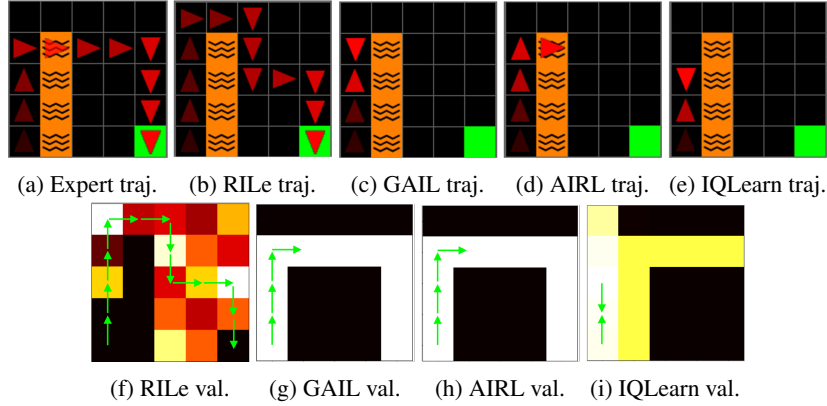 (a) Expert traj. (b) RILe traj. (c) GAIL traj. (d) AIRL traj. (e) IQLearn traj.
(f) RILe val. (g) GAIL val. (h) AIRL val. (i) IQLearn val.